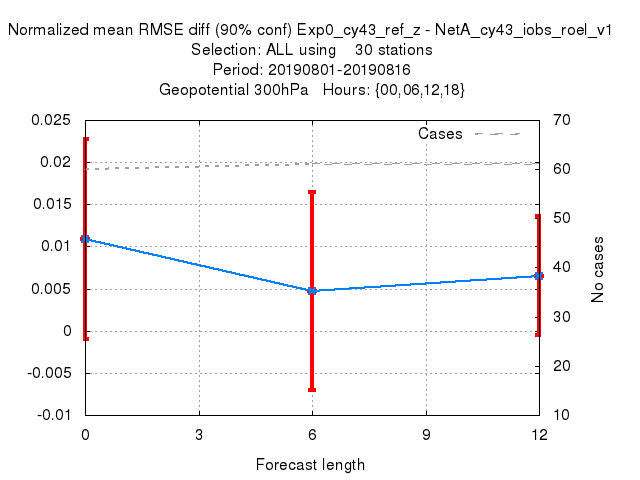 Normalized mean RMSE diff (90% conf) Exp0_cy43_ref_z - NetA_cy43_iobs_roel_v1
Selection: ALL using    30 stations
Period: 20190801-20190816
Geopotential 300hPa   Hours: {00,06,12,18}
Cases
0.025
0.02
0.015
0.01
0.005
0
-0.005
-0.01
70
60
50
40
30
20
10
No cases
0 3 6 9 12
Forecast length